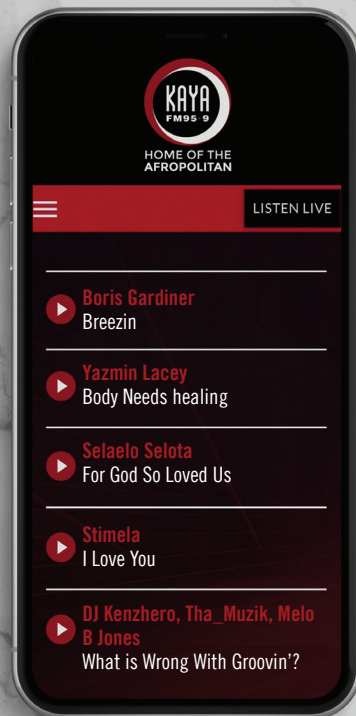 KAYA
FM95·9
HOME OF THE
AFROPOLITAN
LISTEN LIVE
Boris Gardiner
Breezin
Yazmin Lacey
Body Needs healing
Selaelo Selota
For God So Loved Us
Stimela
I Love You
DJ Kenzhero, Tha_Muzik, Melo
B Jones
What is Wrong With Groovin’?